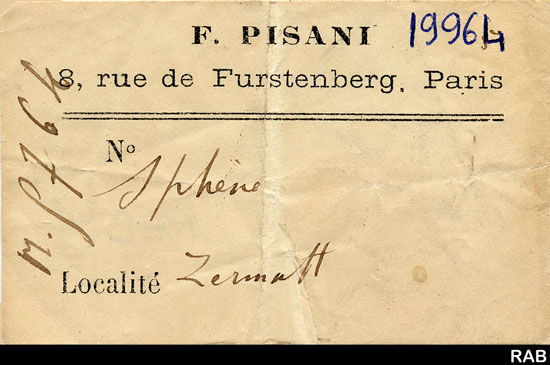 F. PISANI 19964
8, rue de Furstenberg, Paris
No
Sphène
Localité Zermatt
RAB